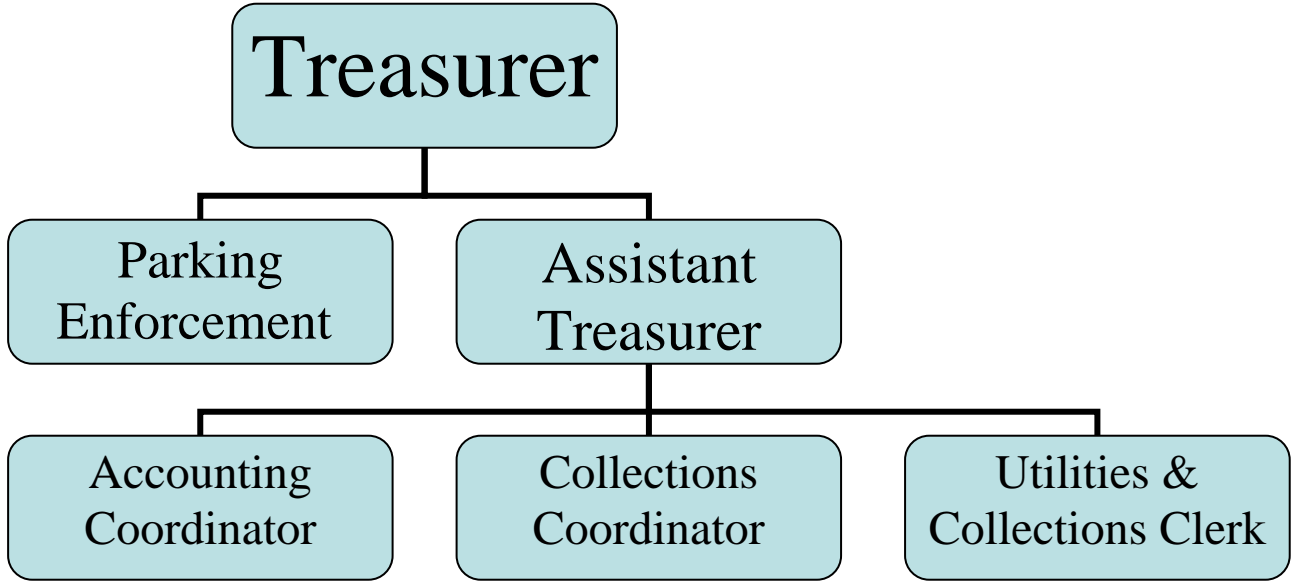 Treasurer
Parking
Enforcement
Assistant
Treasurer
Accounting
Coordinator
Collections
Coordinator
Utilities &
Collections Clerk